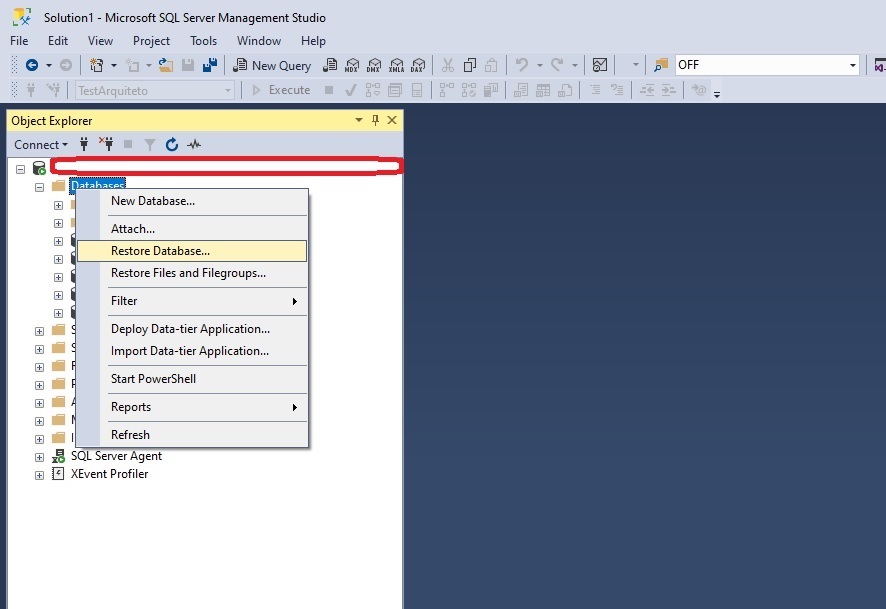 Solution1 - Microsoft SQL Server Management Studio
File Edit View Project Tools Window Help
New Query MDX DMX XMLA DAX OFF
TestArquiteto Execute
Object Explorer
Connect
Databases
New Database...
Attach...
Restore Database...
Restore Files and Filegroups...
Filter
Deploy Data-tier Application...
Import Data-tier Application...
Start PowerShell
Reports
Refresh
SQL Server Agent
XEvent Profiler